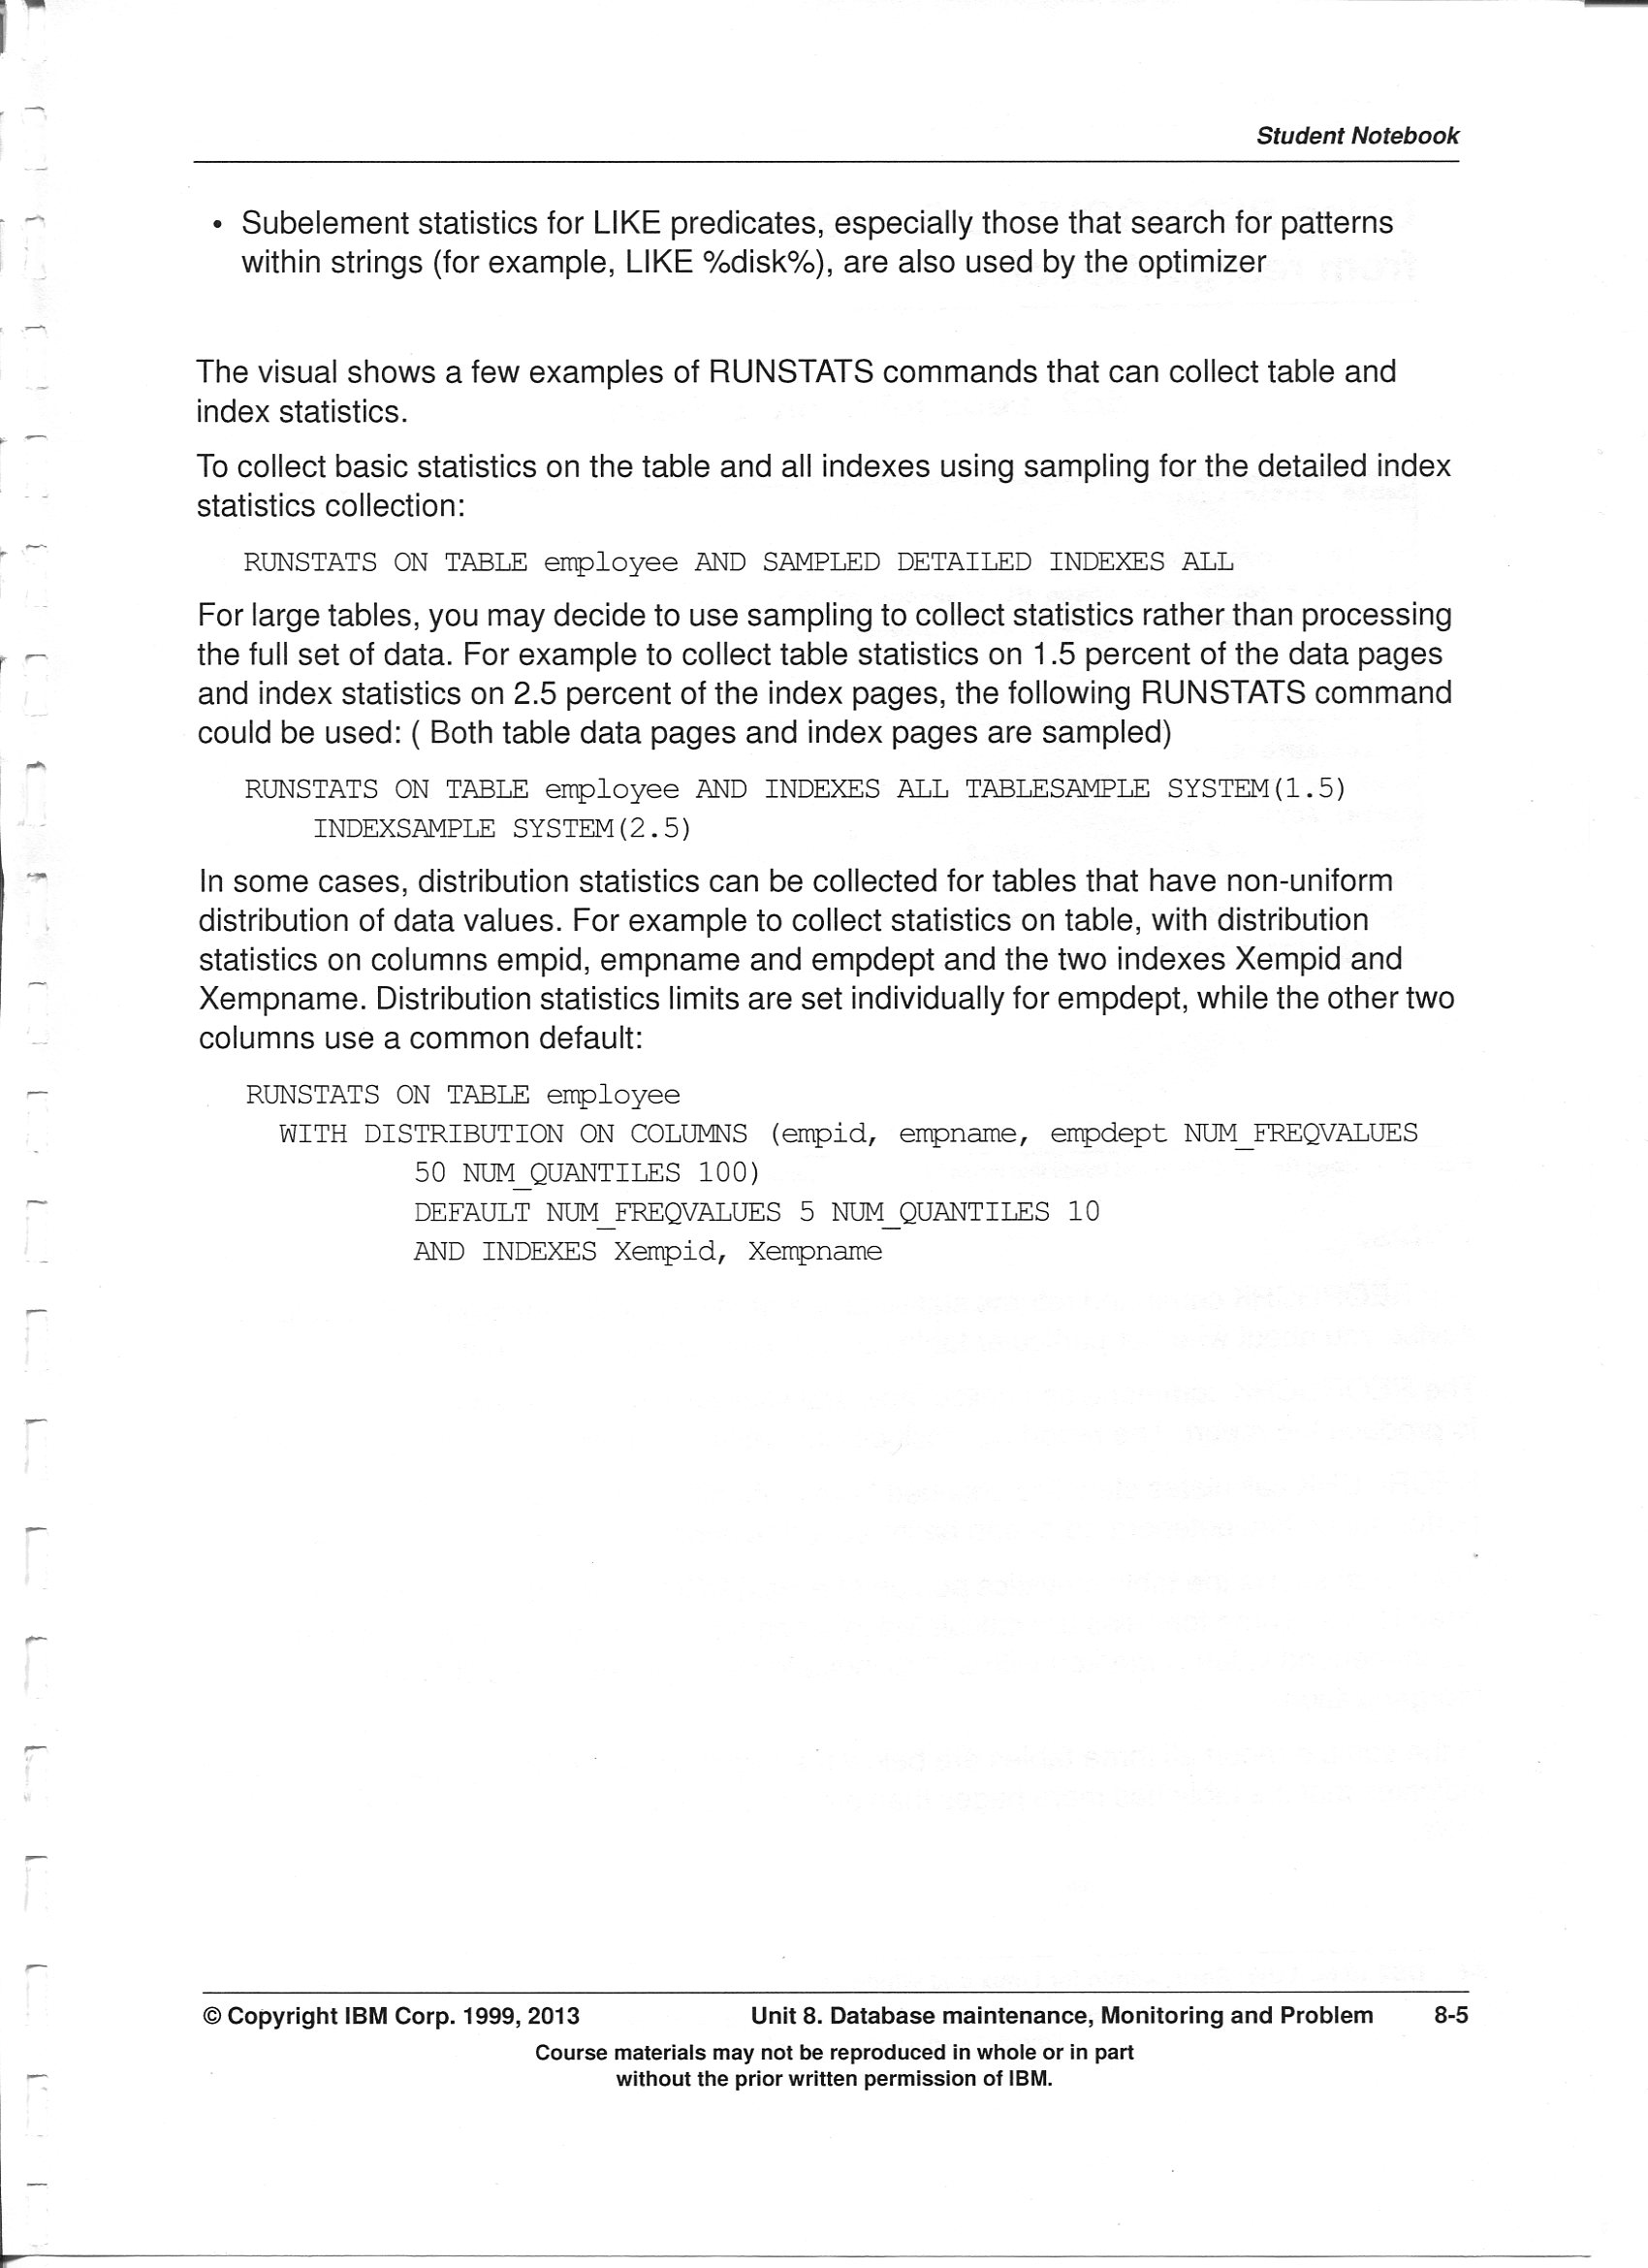 Student Notebook
• Subelement statistics for LIKE predicates, especially those that search for patterns
within strings (for example, LIKE %disk%), are also used by the optimizer
The visual shows a few examples of RUNSTATS commands that can collect table and
index statistics.
To collect basic statistics on the table and all indexes using sampling for the detailed index
statistics collection:
RUNSTATS ON TABLE employee AND SAMPLED DETAILED INDEXES ALL
For large tables, you may decide to use sampling to collect statistics rather than processing
the full set of data. For example to collect table statistics on 1.5 percent of the data pages
and index statistics on 2.5 percent of the index pages, the following RUNSTATS command
could be used: ( Both table data pages and index pages are sampled)
RUNSTATS ON TABLE employee AND INDEXES ALL TABLESAMPLE SYSTEM(1.5)
INDEXSAMPLE SYSTEM(2.5)
In some cases, distribution statistics can be collected for tables that have non-uniform
distribution of data values. For example to collect statistics on table, with distribution
statistics on columns empid, empname and empdept and the two indexes Xempid and
Xempname. Distribution statistics limits are set individually for empdept, while the other two
columns use a common default:
RUNSTATS ON TABLE employee
WITH DISTRIBUTION ON COLUMNS (empid, empname, empdept NUM_FREQVALUES
50 NUM_QUANTILES 100)
DEFAULT NUM_FREQVALUES 5 NUM_QUANTILES 10
AND INDEXES Xempid, Xempname
© Copyright IBM Corp. 1999, 2013 Unit 8. Database maintenance, Monitoring and Problem 8-5
Course materials may not be reproduced in whole or in part
without the prior written permission of IBM.